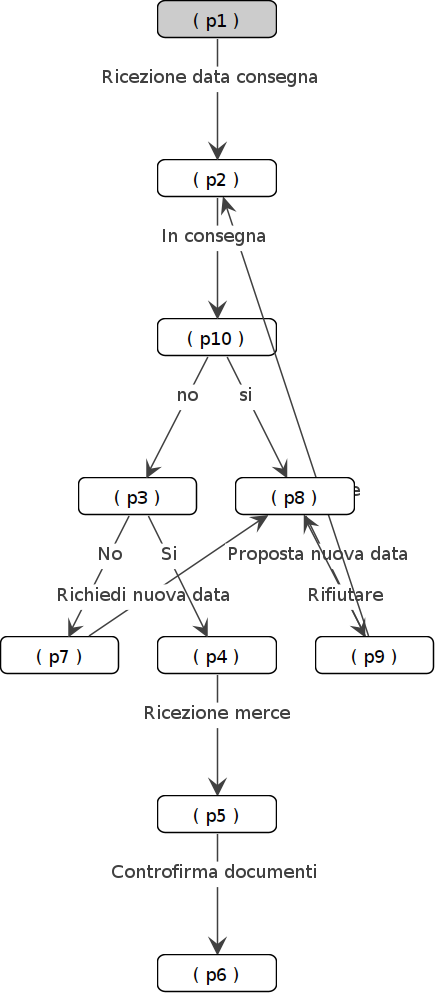 ( p1 )
Ricezione data consegna
( p2 )
In consegna
( p10 )
no si
( p3 ) ( p8 )
No Si Proposta nuova data
Richiedi nuova data Rifiutare
( p7 ) ( p4 ) ( p9 )
Ricezione merce
( p5 )
Controfirma documenti
( p6 )